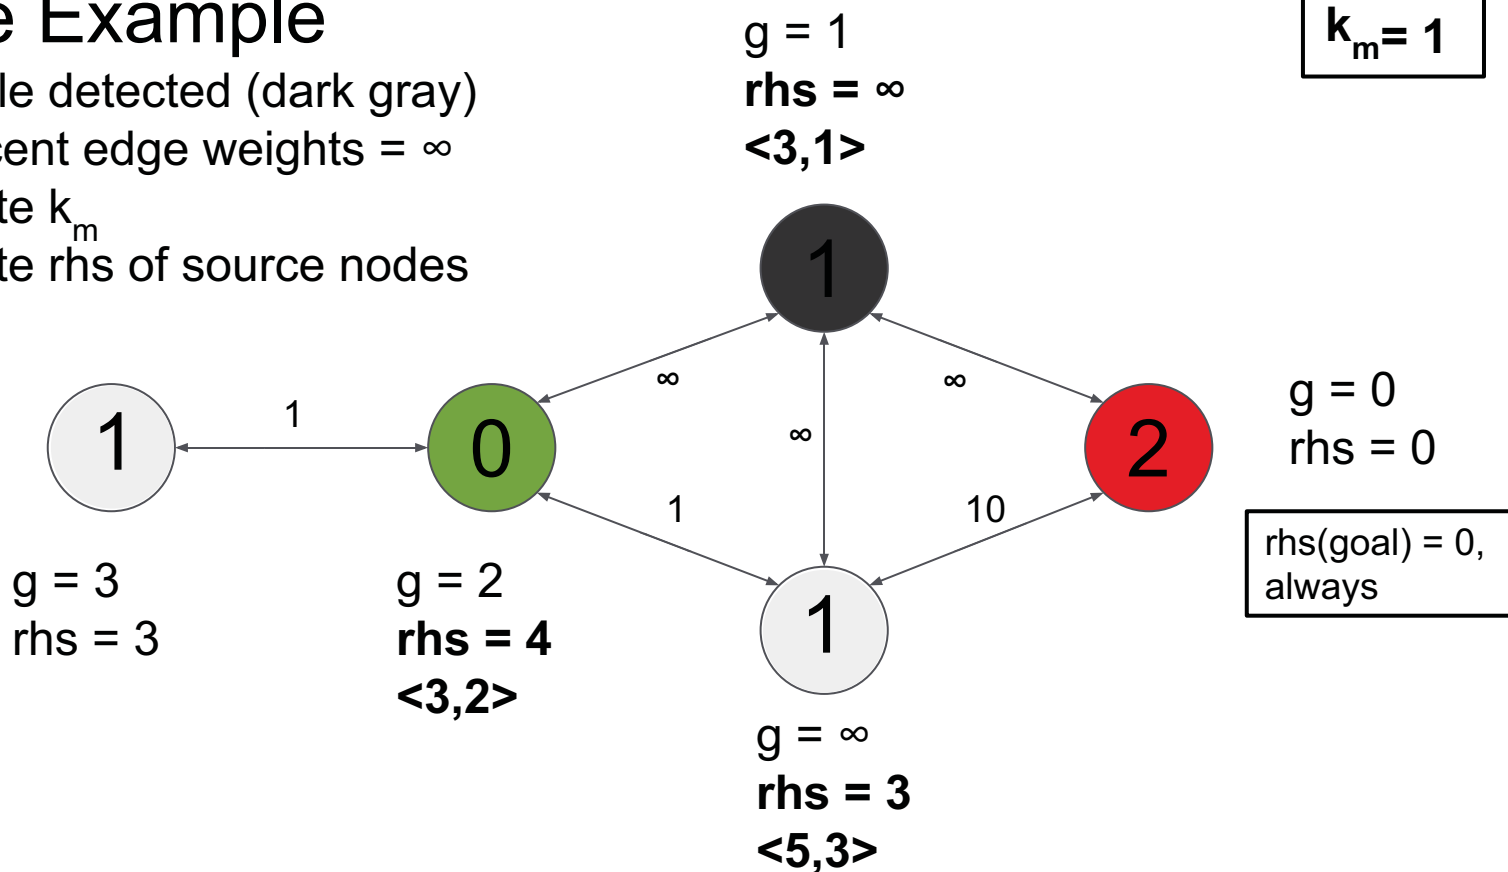 e Example
le detected (dark gray)
cent edge weights = ∞
te km
te rhs of source nodes
g = 1
rhs = ∞
<3,1>
km= 1
1
∞
∞
1
1
0
∞
2
g = 0
rhs = 0
1
10
rhs(goal) = 0,
always
g = 3
rhs = 3
g = 2
rhs = 4
<3,2>
1
g = ∞
rhs = 3
<5,3>